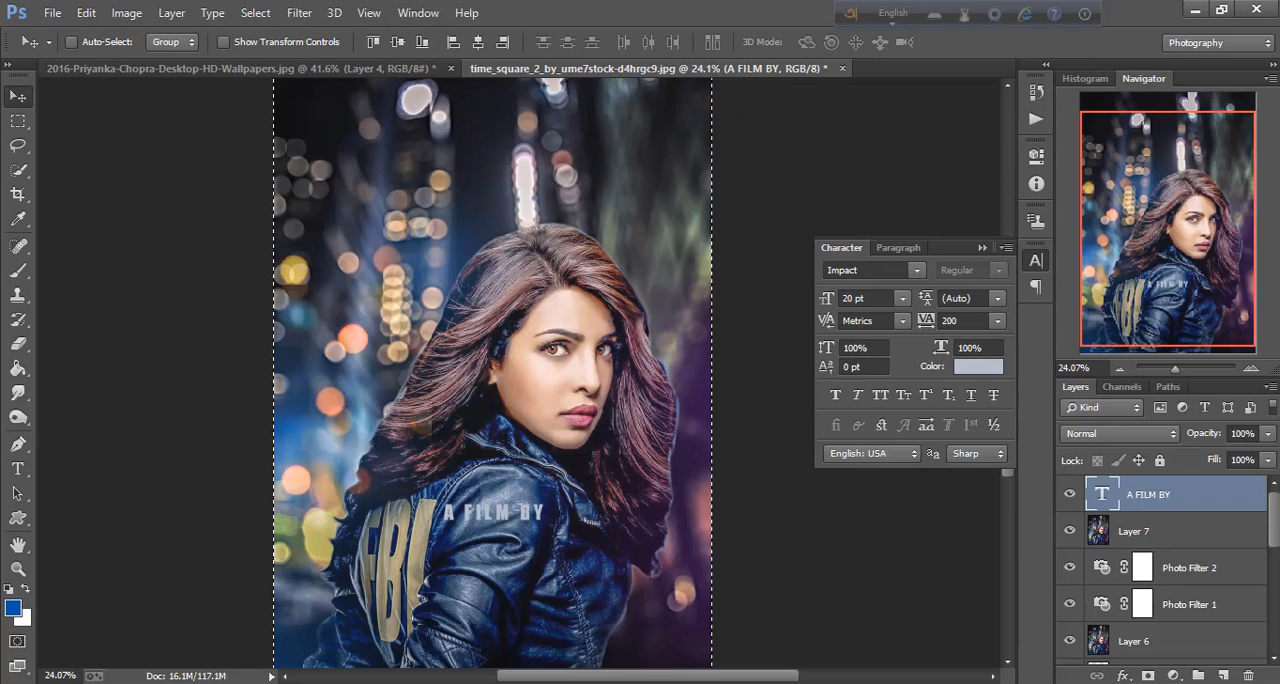 Ps File Edit Image Layer Type Select Filter 3D View Window Help
English
Auto-Select: Group Show Transform Controls 3D Mode: Photography
2016-Priyanka-Chopra-Desktop-HD-Wallpapers.jpg @ 41.6% (Layer 4, RGB/8#) * × time_square_2_by_ume7stock-d4hrgc9.jpg @ 24.1% (A FILM BY, RGB/8) * ×
Histogram Navigator
Character Paragraph
Impact Regular
20 pt (Auto)
Metrics 200
100% 100%
0 pt Color:
English: USA Sharp
24.07%
Layers Channels Paths
Kind
Normal Opacity: 100%
Lock: Fill: 100%
A FILM BY
Layer 7
Photo Filter 2
Photo Filter 1
Layer 6
A FILM BY
FBI
24.07% Doc: 16.1M/117.1M